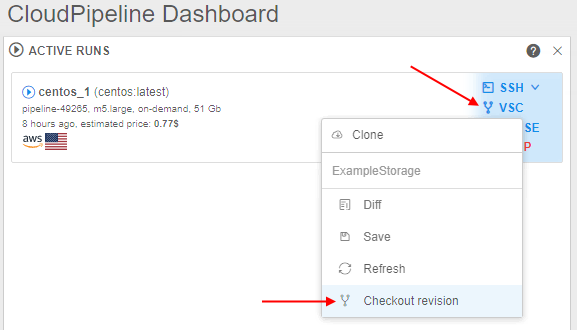 CloudPipeline Dashboard
ACTIVE RUNS
centos_1 (centos:latest)
SSH
pipeline-49265, m5.large, on-demand, 51 Gb
VSC
8 hours ago, estimated price: 0.77$
SE
aws
P
Clone
ExampleStorage
Diff
Save
Refresh
Checkout revision